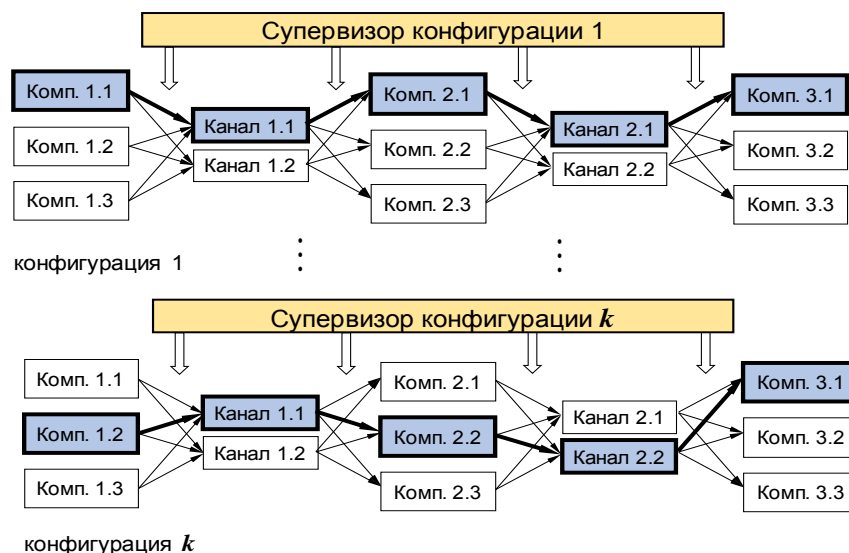 Супервизор конфигурации 1
Комп. 1.1
Комп. 2.1
Комп. 3.1
Канал 1.1
Канал 2.1
Комп. 1.2
Комп. 2.2
Комп. 3.2
Канал 1.2
Канал 2.2
Комп. 1.3
Комп. 2.3
Комп. 3.3
конфигурация 1
Супервизор конфигурации k
Комп. 1.1
Комп. 2.1
Комп. 3.1
Канал 1.1
Канал 2.1
Комп. 1.2
Комп. 2.2
Комп. 3.2
Канал 1.2
Канал 2.2
Комп. 1.3
Комп. 2.3
Комп. 3.3
конфигурация k